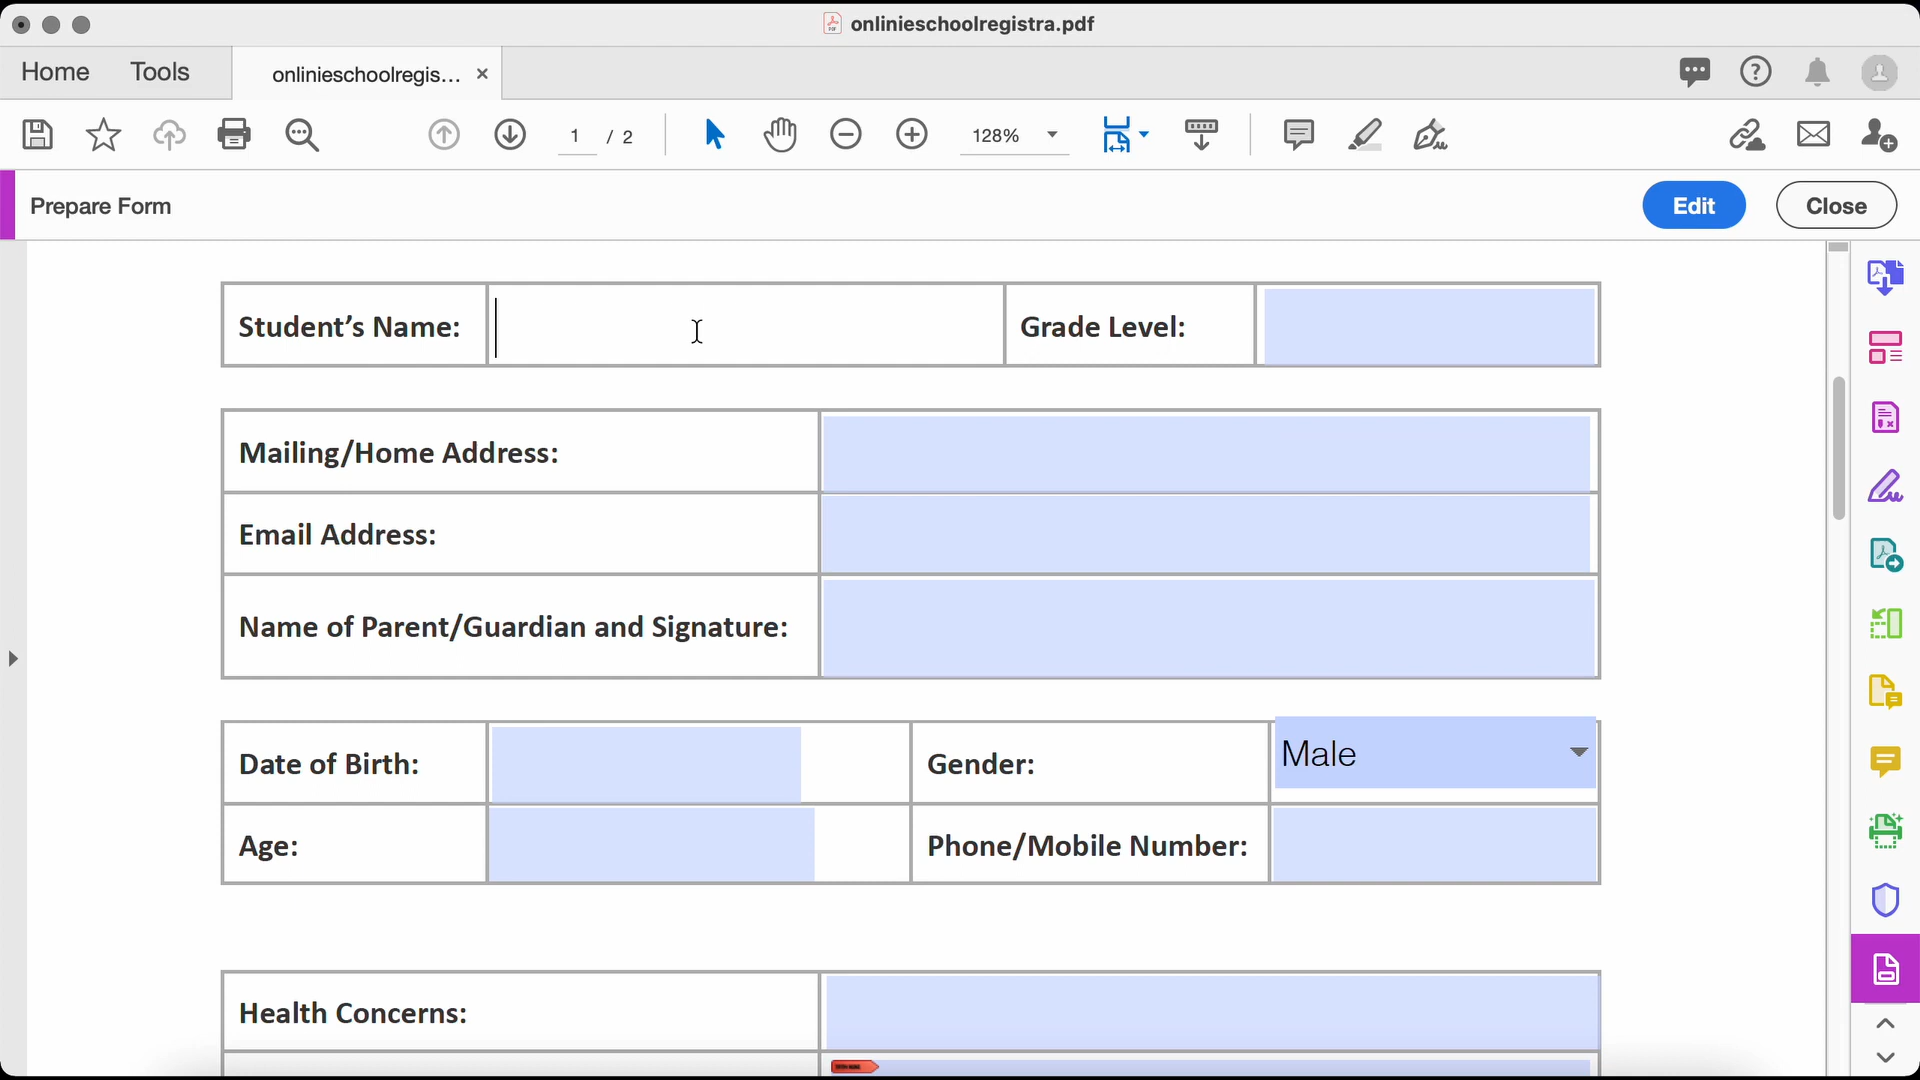 onlinieschoolregistra.pdf
Home Tools onlinieschoolregis... ×
1 / 2 128%
Prepare Form Edit Close
Student’s Name: Grade Level:
Mailing/Home Address:
Email Address:
Name of Parent/Guardian and Signature:
Date of Birth: Gender: Male
Age: Phone/Mobile Number:
Health Concerns: